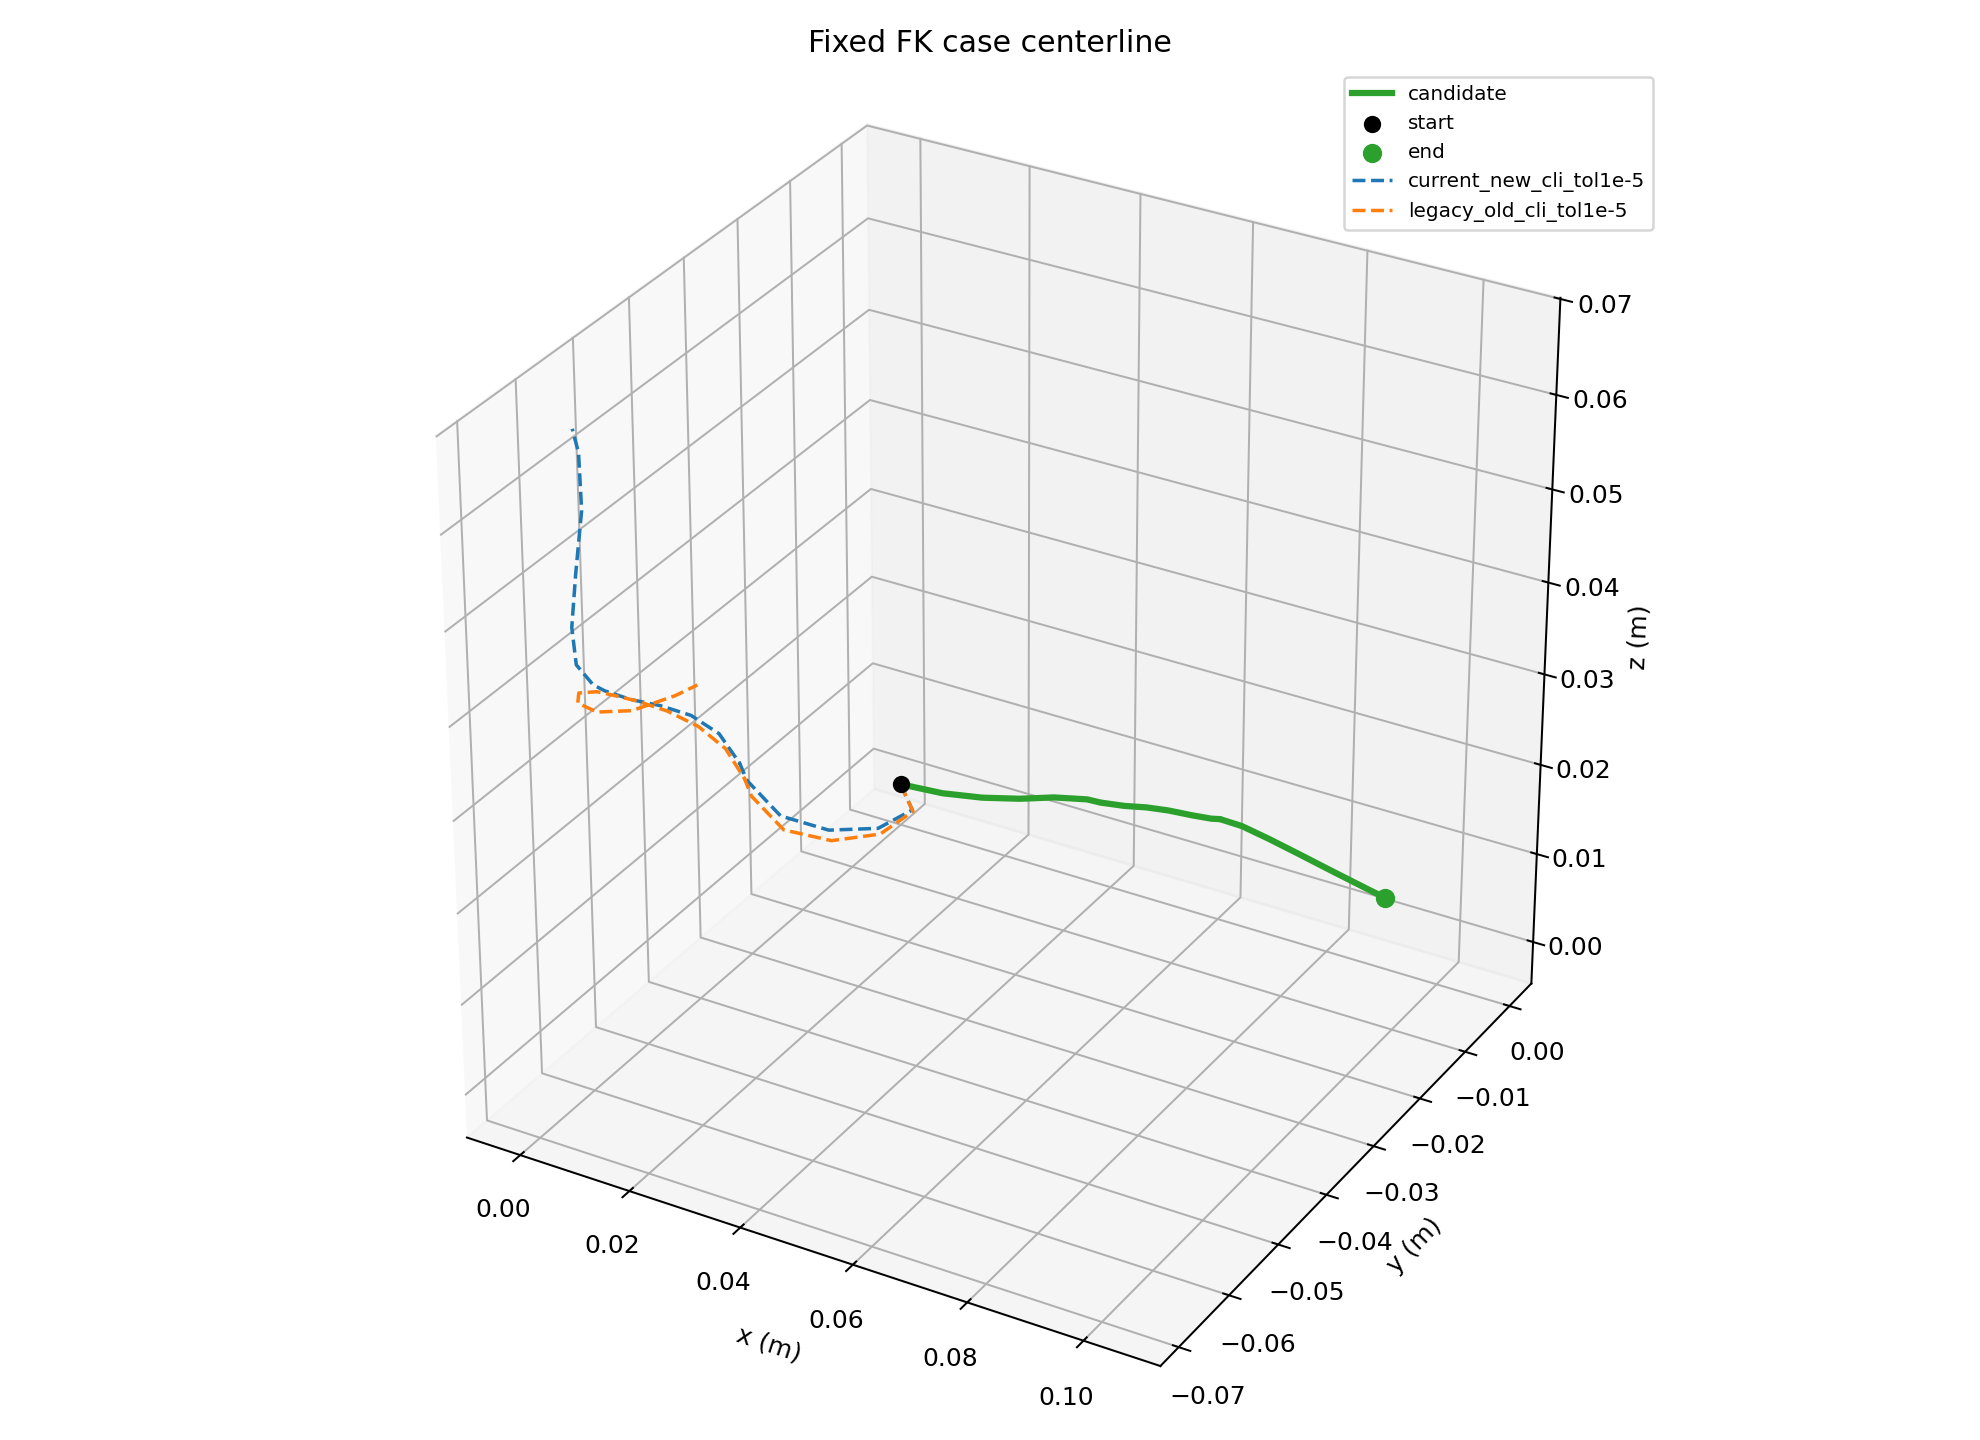 Fixed FK case centerline
candidate
start
end
current_new_cli_tol1e-5
legacy_old_cli_tol1e-5
0.07
0.06
0.05
0.04
0.03
0.02
0.01
0.00
z (m)
0.00
−0.01
−0.02
−0.03
−0.04
−0.05
−0.06
−0.07
y (m)
0.00
0.02
0.04
0.06
0.08
0.10
x (m)